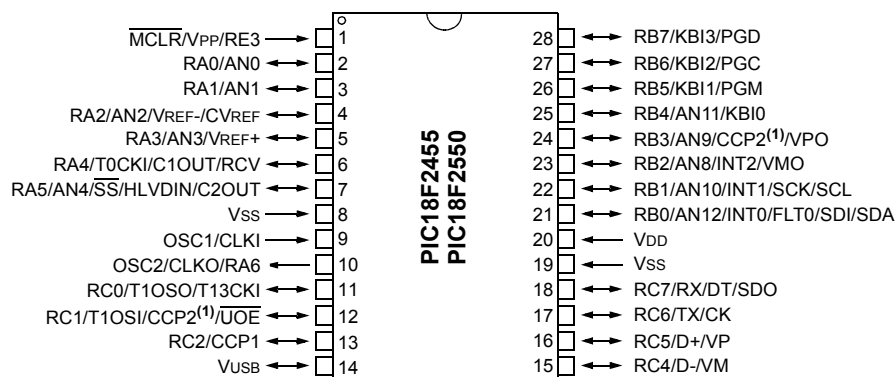 MCLR/VPP/RE3 1
RA0/AN0 2
RA1/AN1 3
RA2/AN2/VREF-/CVREF 4
RA3/AN3/VREF+ 5
RA4/T0CKI/C1OUT/RCV 6
RA5/AN4/SS/HLVDIN/C2OUT 7
VSS 8
OSC1/CLKI 9
OSC2/CLKO/RA6 10
RC0/T1OSO/T13CKI 11
RC1/T1OSI/CCP2(1)/UOE 12
RC2/CCP1 13
VUSB 14
PIC18F2455
PIC18F2550
28 RB7/KBI3/PGD
27 RB6/KBI2/PGC
26 RB5/KBI1/PGM
25 RB4/AN11/KBI0
24 RB3/AN9/CCP2(1)/VPO
23 RB2/AN8/INT2/VMO
22 RB1/AN10/INT1/SCK/SCL
21 RB0/AN12/INT0/FLT0/SDI/SDA
20 VDD
19 VSS
18 RC7/RX/DT/SDO
17 RC6/TX/CK
16 RC5/D+/VP
15 RC4/D-/VM